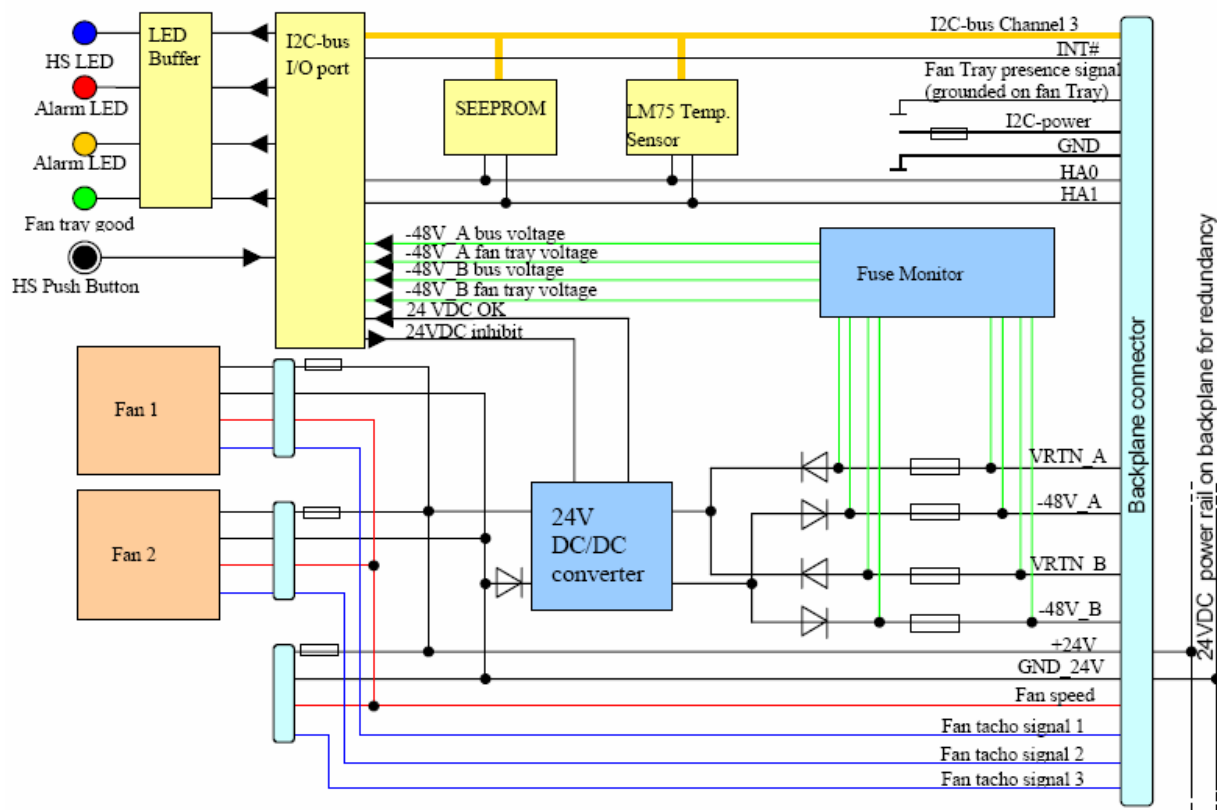 LED
Buffer
I2C-bus
I/O port
HS LED
Alarm LED
Alarm LED
Fan tray good
HS Push Button
SEEPROM
LM75 Temp.
Sensor
I2C-bus Channel 3
INT#
Fan Tray presence signal
(grounded on fan Tray)
I2C-power
GND
HA0
HA1
-48V_A bus voltage
-48V_A fan tray voltage
-48V_B bus voltage
-48V_B fan tray voltage
24 VDC OK
24VDC inhibit
Fuse Monitor
Fan 1
Fan 2
24V
DC/DC
converter
VRTN_A
-48V_A
VRTN_B
-48V_B
+24V
GND_24V
Fan speed
Fan tacho signal 1
Fan tacho signal 2
Fan tacho signal 3
Backplane connector
24VDC power rail on backplane for redundancy